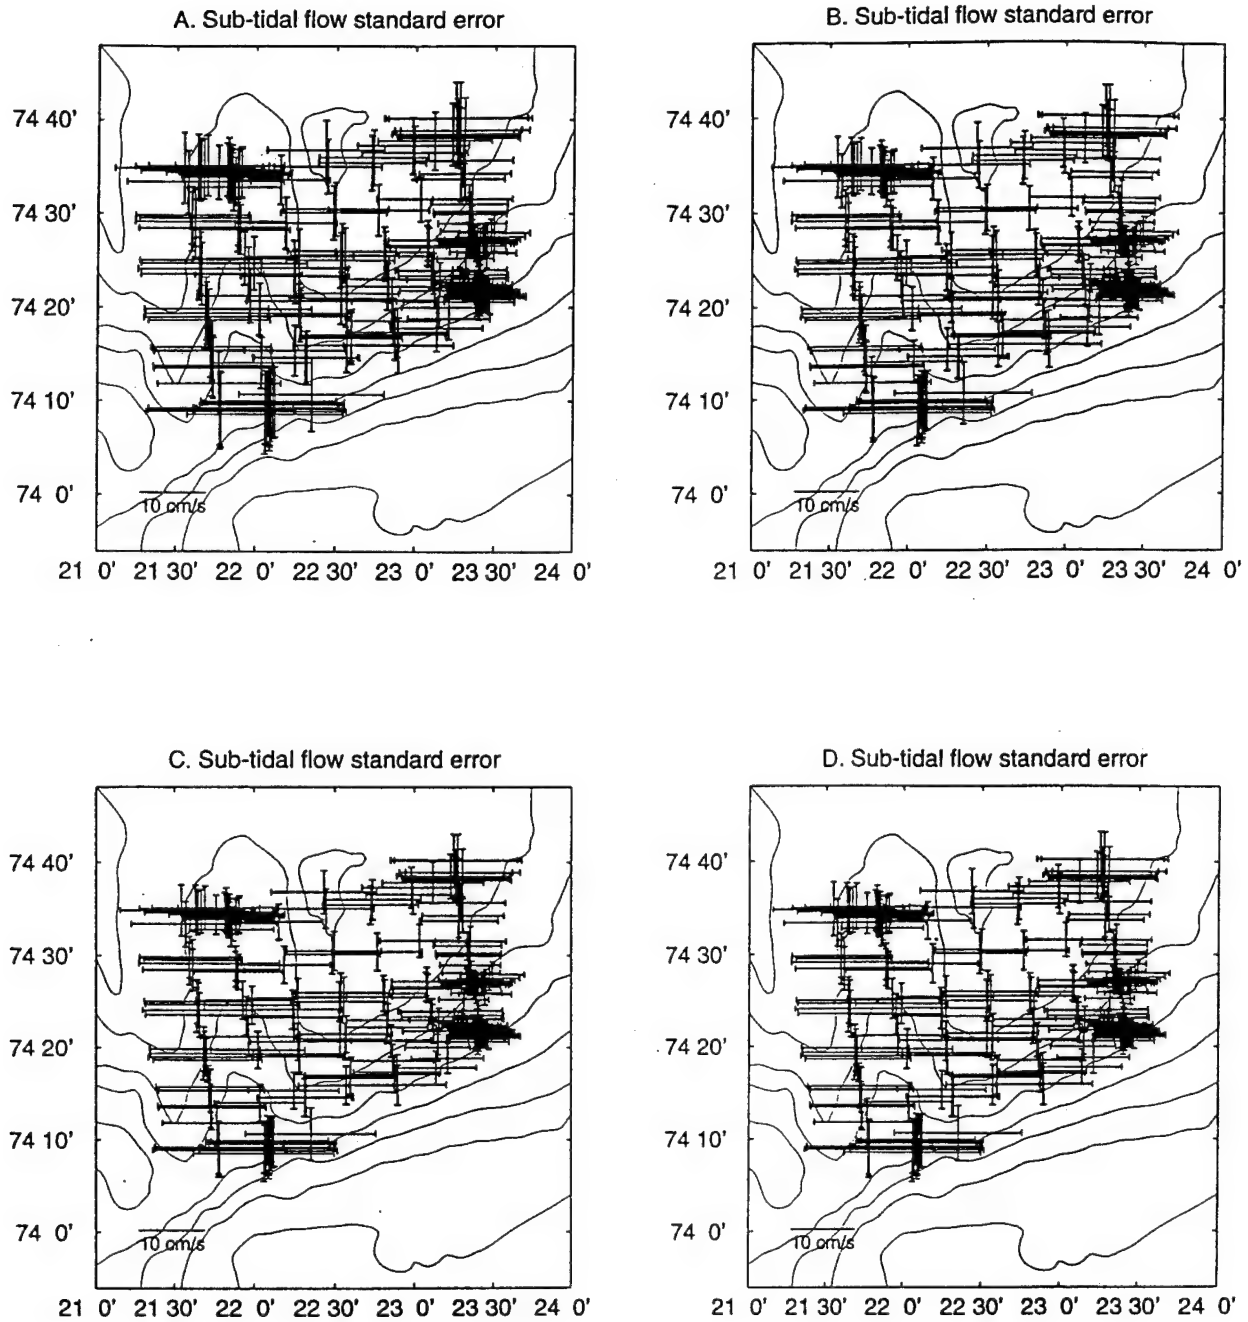 A. Sub-tidal flow standard error
74 40'
74 30'
74 20'
74 10'
74 0'
10 cm/s
21 0' 21 30' 22 0' 22 30' 23 0' 23 30' 24 0'
B. Sub-tidal flow standard error
74 40'
74 30'
74 20'
74 10'
74 0'
10 cm/s
21 0' 21 30' 22 0' 22 30' 23 0' 23 30' 24 0'
C. Sub-tidal flow standard error
74 40'
74 30'
74 20'
74 10'
74 0'
10 cm/s
21 0' 21 30' 22 0' 22 30' 23 0' 23 30' 24 0'
D. Sub-tidal flow standard error
74 40'
74 30'
74 20'
74 10'
74 0'
10 cm/s
21 0' 21 30' 22 0' 22 30' 23 0' 23 30' 24 0'